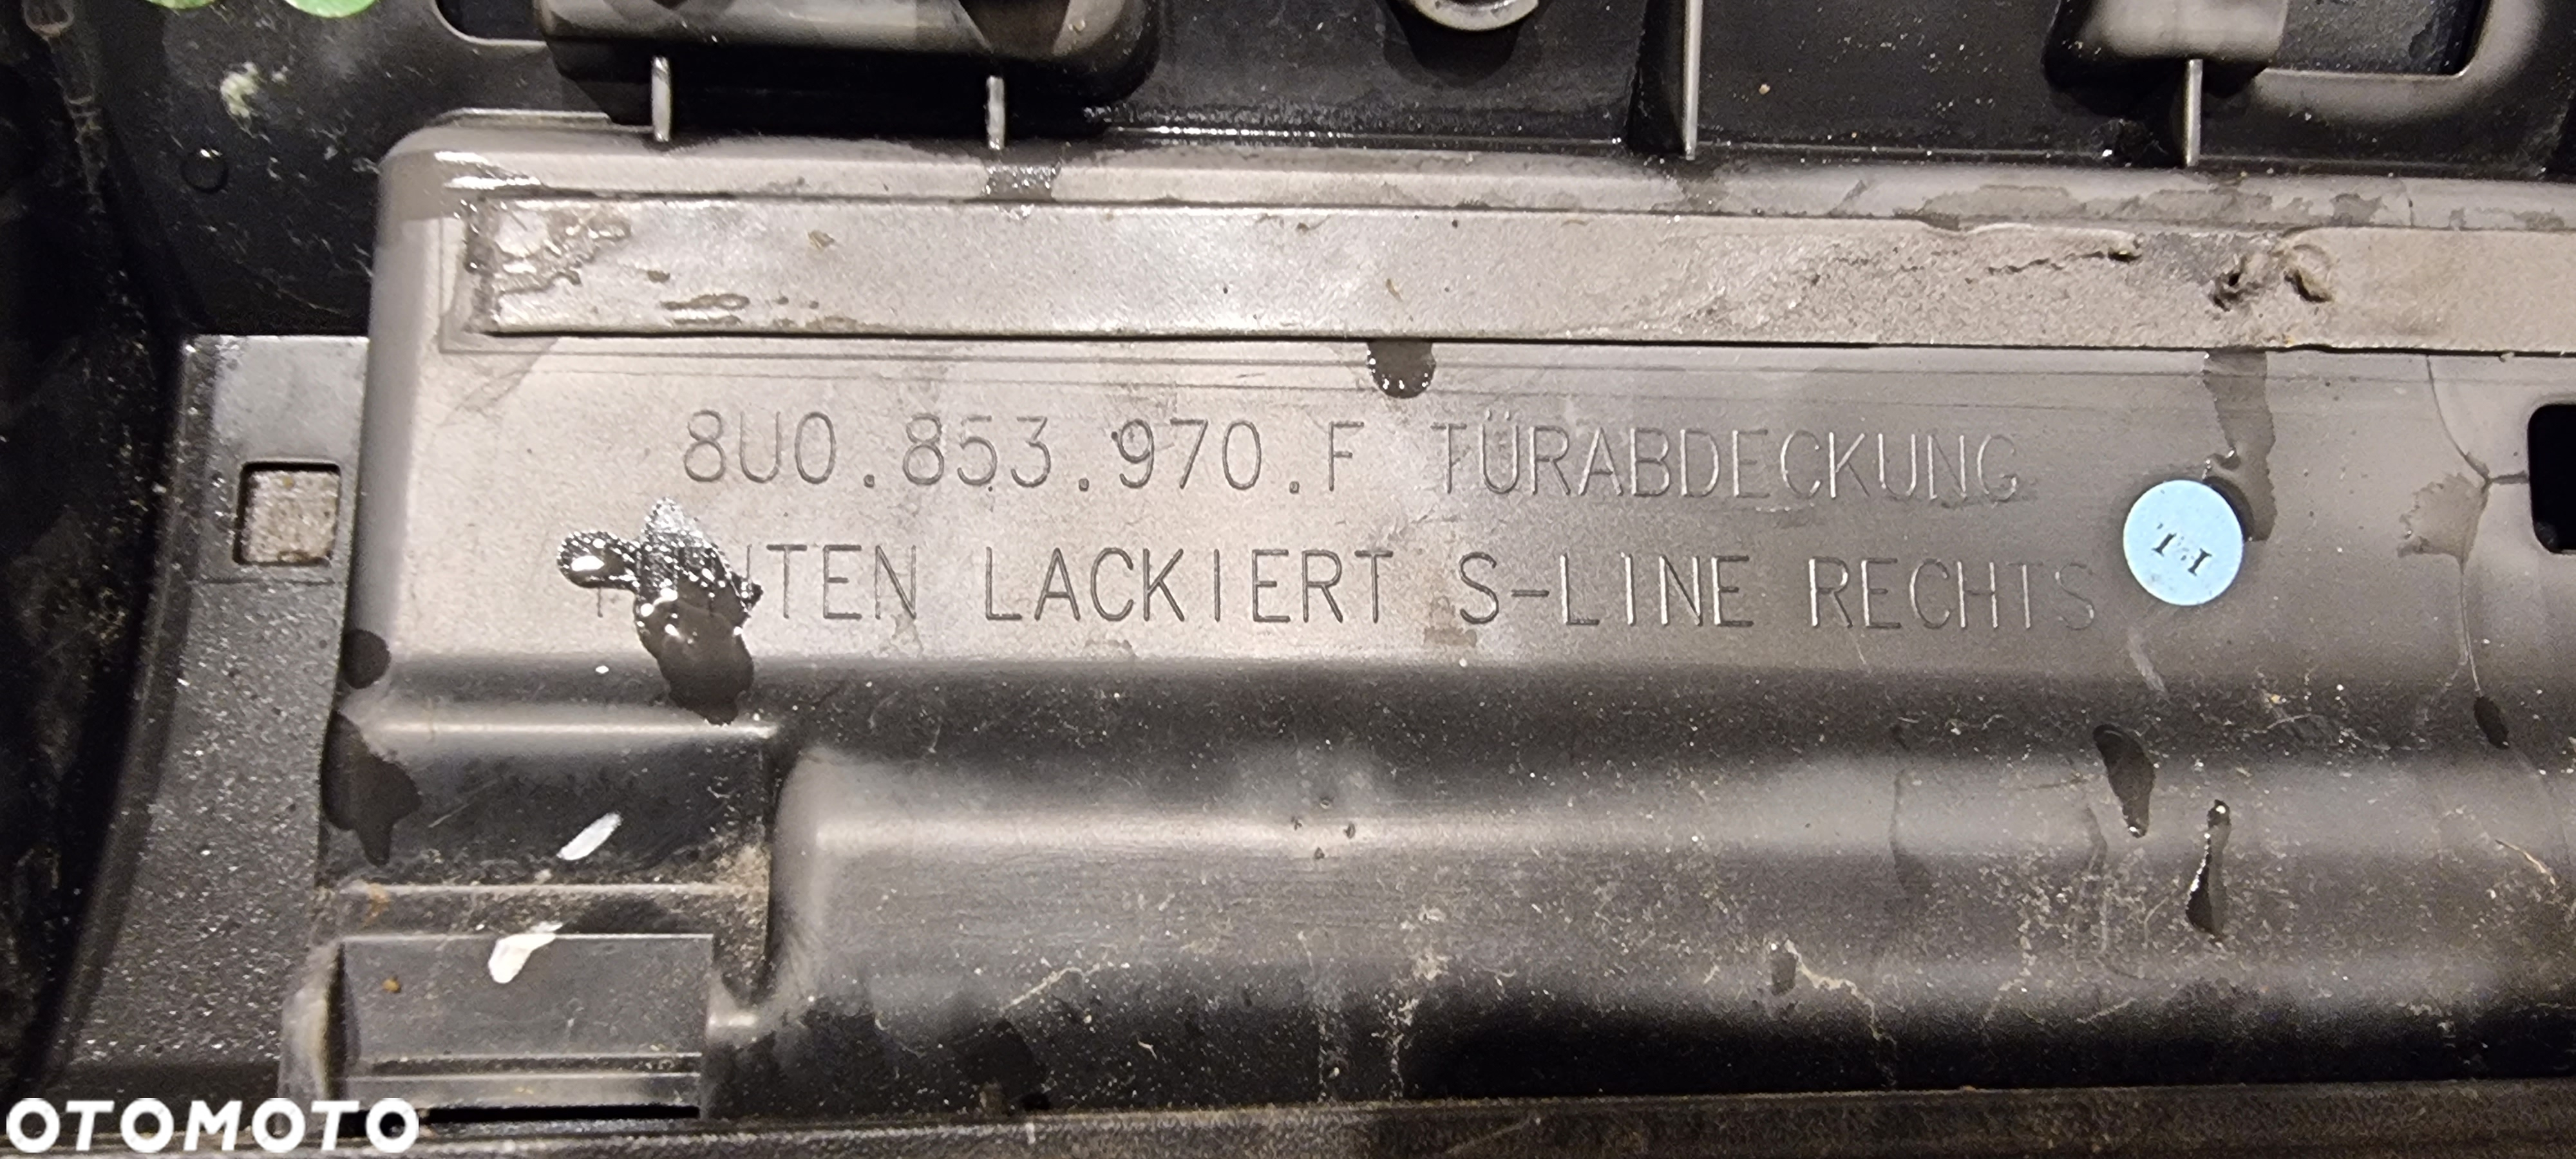 8U0.853.970.F TÜRABDECKUNG
LACKIERT S-LINE RECHTS
OTOMOTO